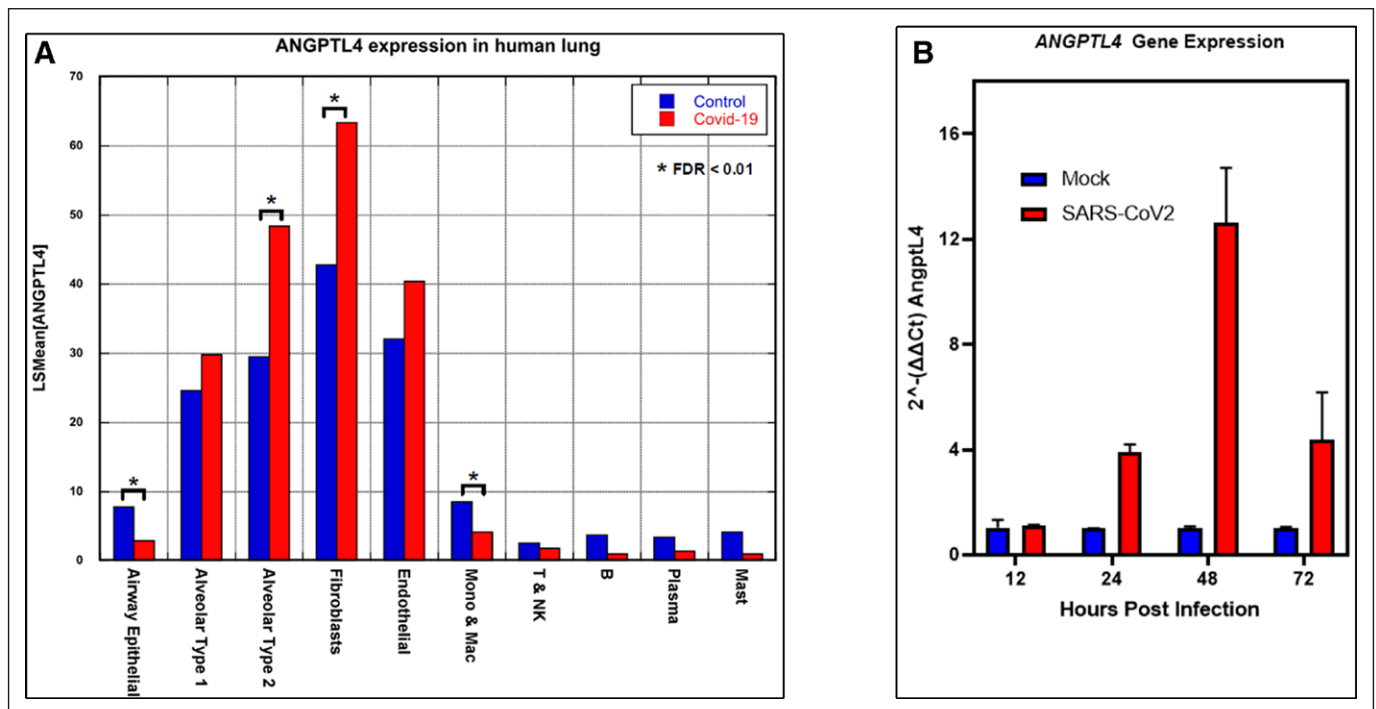 A
ANGPTL4 expression in human lung
LSMean[ANGPTL4]
70
60
50
40
30
20
10
0
Control
Covid-19
* FDR < 0.01
*
*
*
*
Airway Epithelial
Alveolar Type 1
Alveolar Type 2
Fibroblasts
Endothelial
Mono & Mac
T & NK
B
Plasma
Mast
B
ANGPTL4 Gene Expression
2^-(ΔΔCt) AngptL4
16
12
8
4
0
Mock
SARS-CoV2
12 24 48 72
Hours Post Infection